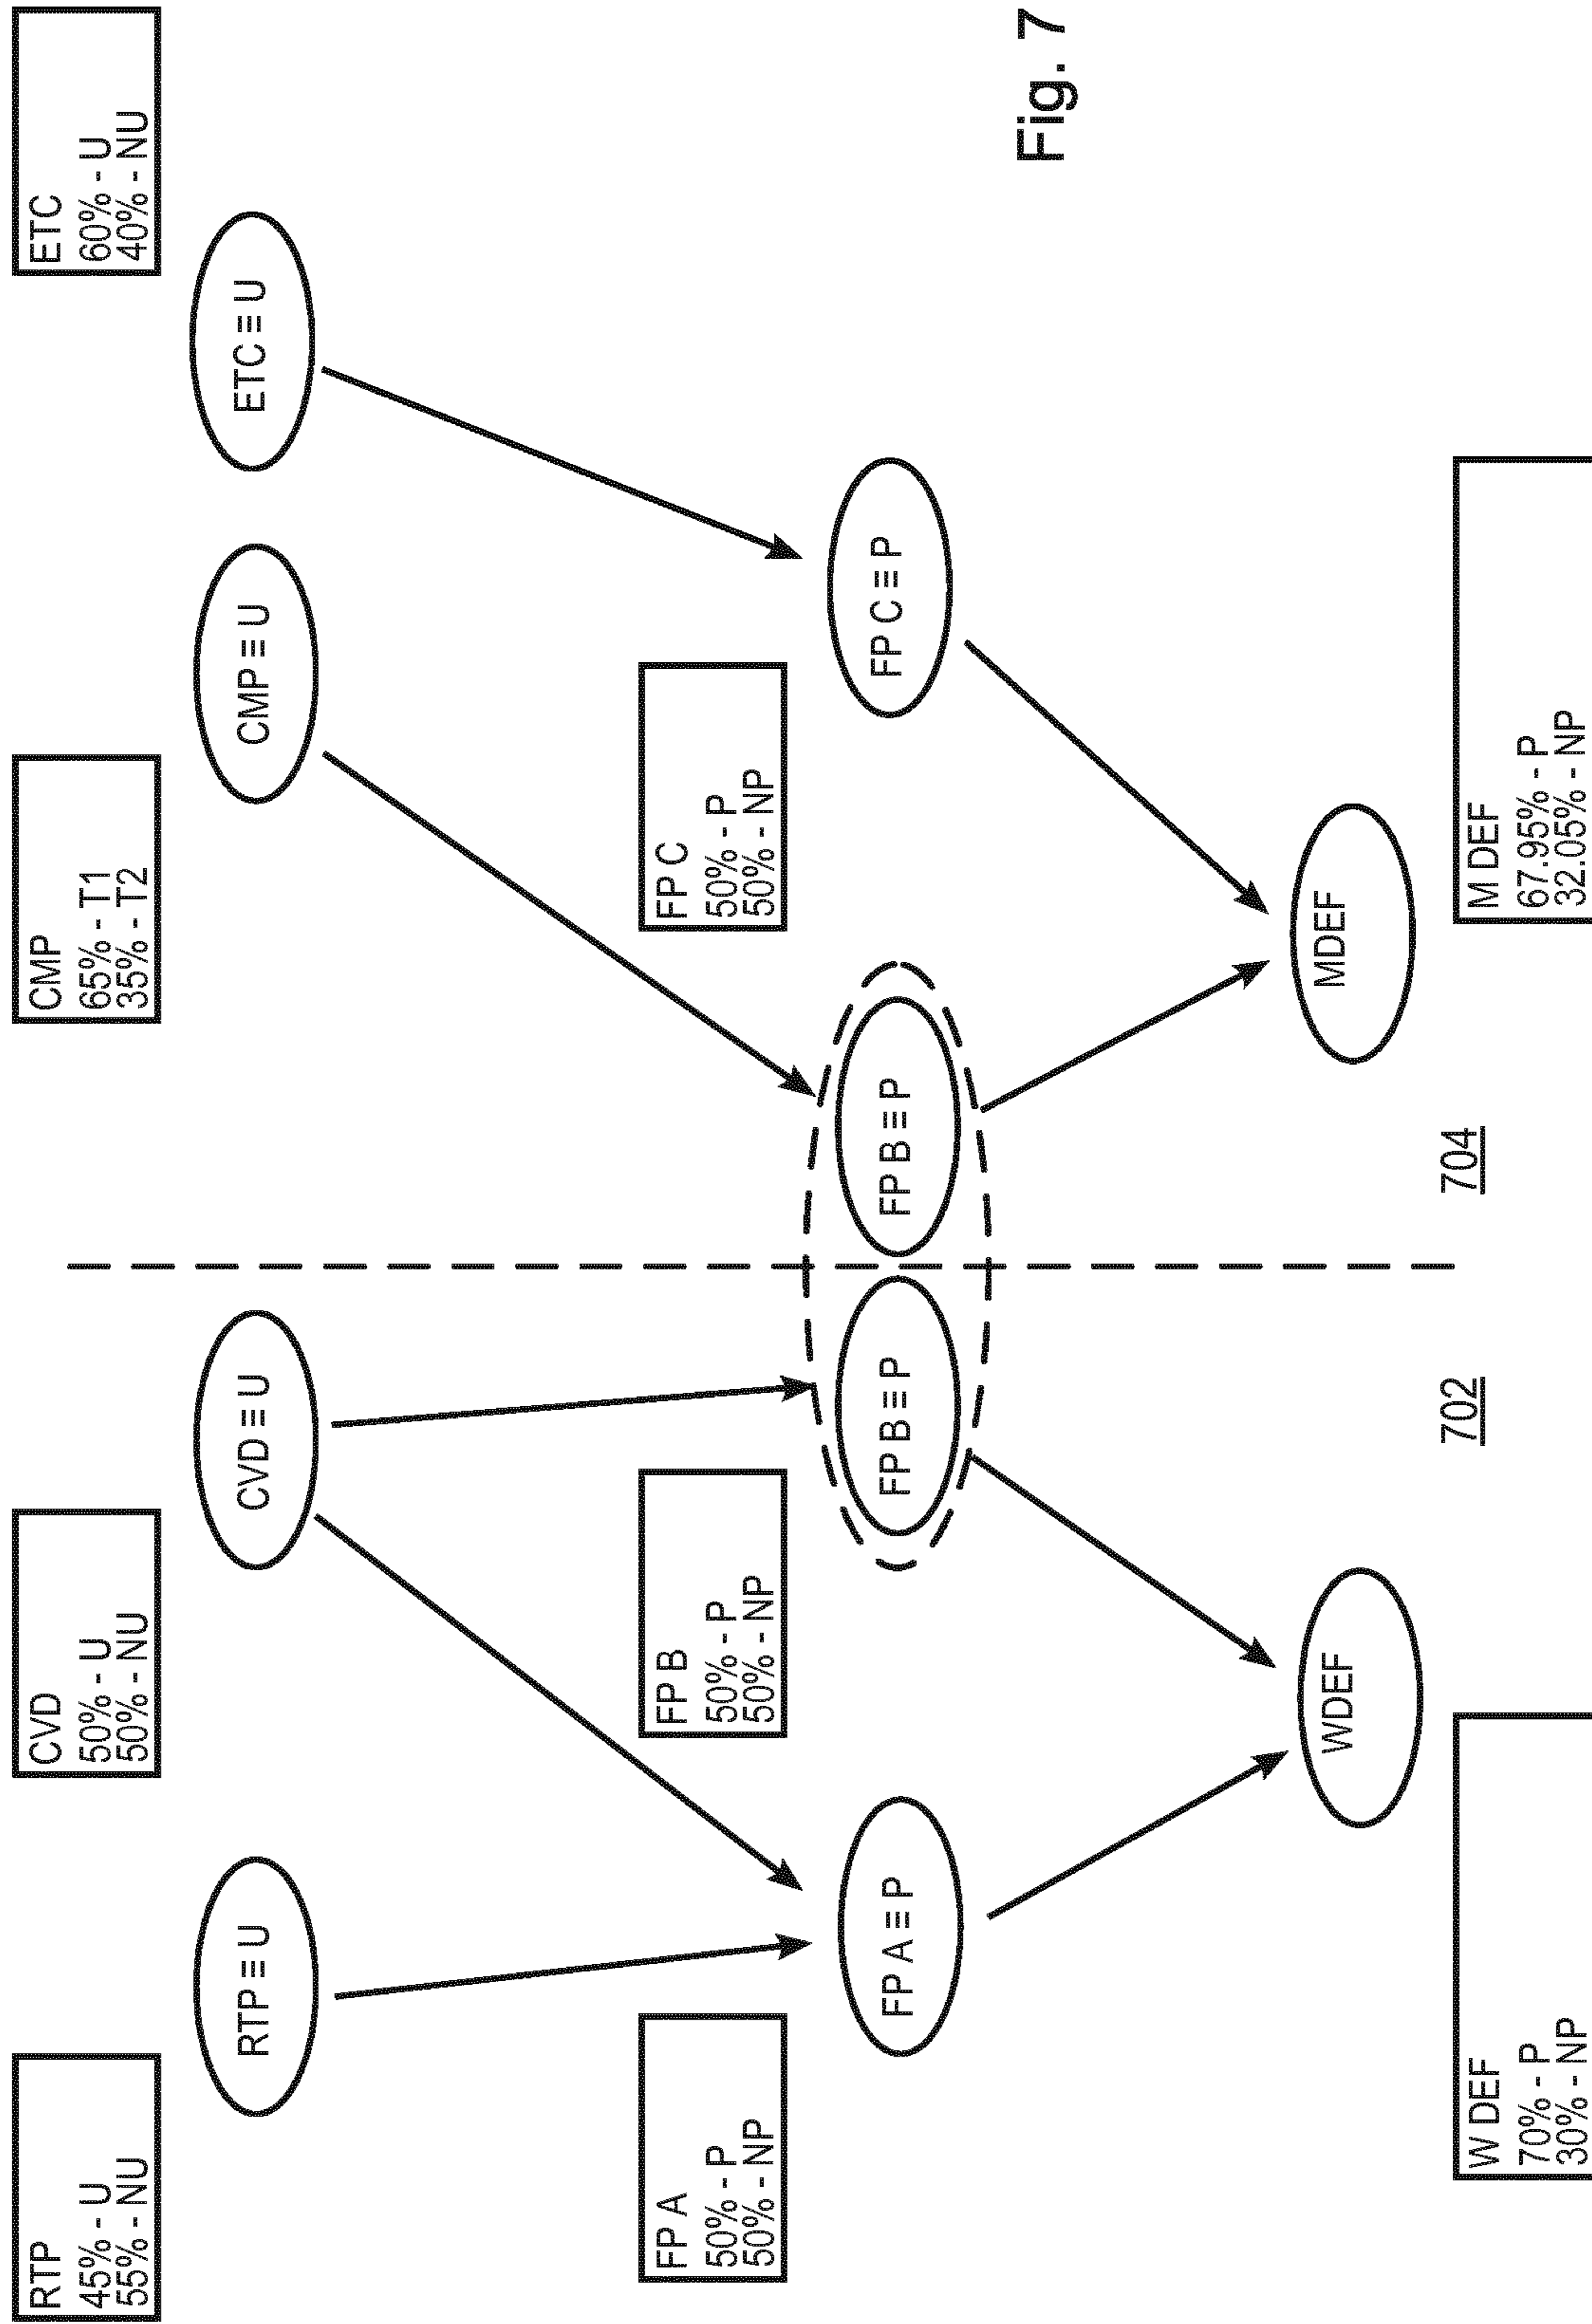 RTP
45% - U
55% - NU
CVD
50% - U
50% - NU
CMP
65% - T1
35% - T2
ETC
60% - U
40% - NU
RTP ≡ U
CVD ≡ U
CMP ≡ U
ETC ≡ U
FP A
50% - P
50% - NP
FP B
50% - P
50% - NP
FP C
50% - P
50% - NP
FP A ≡ P
FP B ≡ P
FP B ≡ P
FP C ≡ P
WDEF
MDEF
702
704
W DEF
70% - P
30% - NP
M DEF
67.95% - P
32.05% - NP
Fig. 7